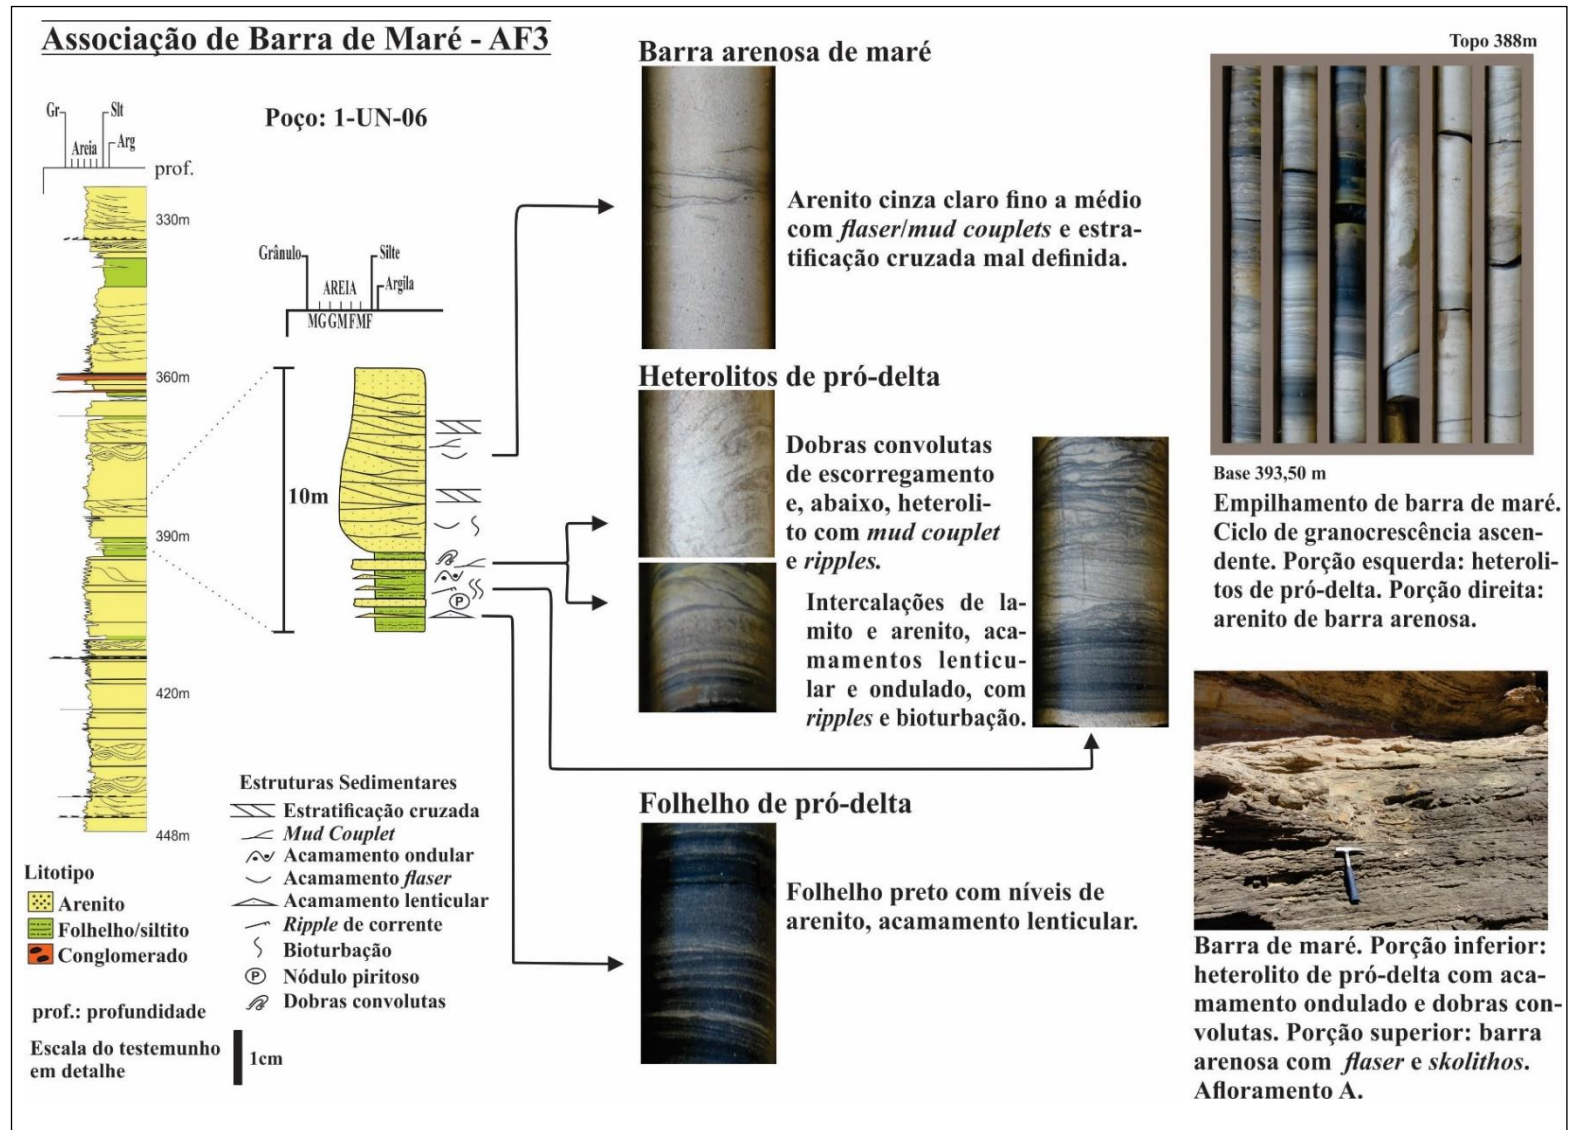 Associação de Barra de Maré - AF3
Poço: 1-UN-06
Gr
Slt
Areia
Arg
prof.
330m
360m
390m
420m
448m
Grânulo
Silte
AREIA
Argila
MG G M F MF
10m
Litotipo
Arenito
Folhelho/siltito
Conglomerado
prof.: profundidade
Escala do testemunho
em detalhe
1cm
Estruturas Sedimentares
Estratificação cruzada
Mud Couplet
Acamamento ondular
Acamamento flaser
Acamamento lenticular
Ripple de corrente
Bioturbação
P
Nódulo piritoso
Dobras convolutas
P
Barra arenosa de maré
Arenito cinza claro fino a médio
com flaser/mud couplets e estra-
tificação cruzada mal definida.
Heterolitos de pró-delta
Dobras convolutas
de escorregamento
e, abaixo, heteroli-
to com mud couplet
e ripples.
Intercalações de la-
mito e arenito, aca-
mamentos lenticu-
lar e ondulado, com
ripples e bioturbação.
Folhelho de pró-delta
Folhelho preto com níveis de
arenito, acamamento lenticular.
Topo 388m
Base 393,50 m
Empilhamento de barra de maré.
Ciclo de granocrescência ascen-
dente. Porção esquerda: heteroli-
tos de pró-delta. Porção direita:
arenito de barra arenosa.
Barra de maré. Porção inferior:
heterolito de pró-delta com aca-
mamento ondulado e dobras con-
volutas. Porção superior: barra
arenosa com flaser e skolithos.
Afloramento A.